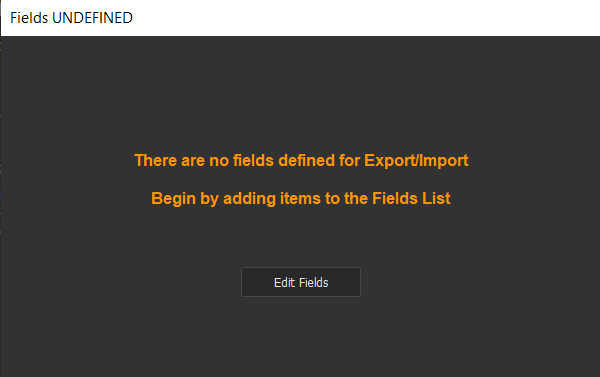 Fields UNDEFINED
There are no fields defined for Export/Import
Begin by adding items to the Fields List
Edit Fields